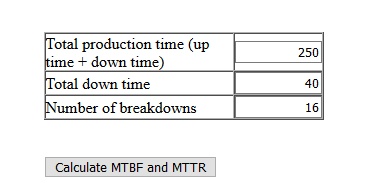 Total production time (up
time + down time)
250
Total down time
40
Number of breakdowns
16
Calculate MTBF and MTTR